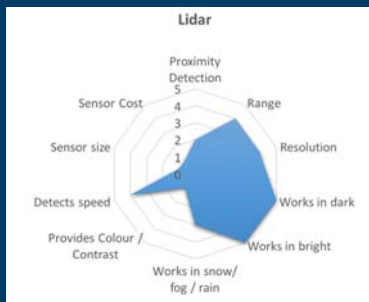 Lidar
Proximity
Detection
Range
Resolution
Works in dark
Works in bright
Works in snow/
fog / rain
Provides Colour /
Contrast
Detects speed
Sensor size
Sensor Cost
5
4
3
2
1
0